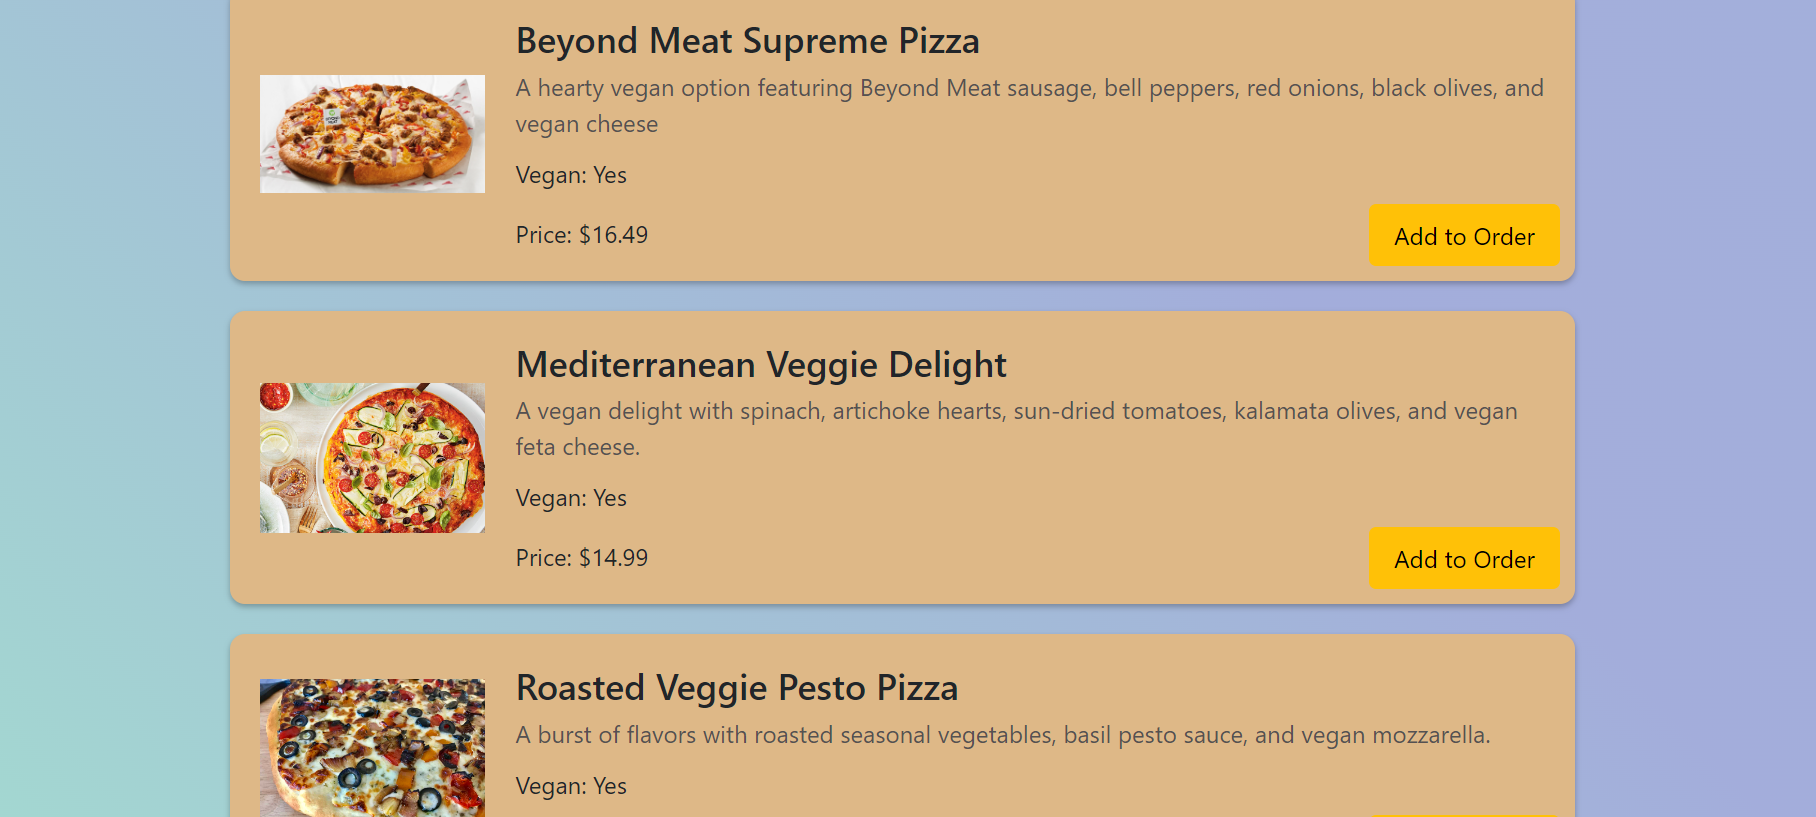 Beyond Meat Supreme Pizza
A hearty vegan option featuring Beyond Meat sausage, bell peppers, red onions, black olives, and
vegan cheese
Vegan: Yes
Price: $16.49
Add to Order
Mediterranean Veggie Delight
A vegan delight with spinach, artichoke hearts, sun-dried tomatoes, kalamata olives, and vegan
feta cheese.
Vegan: Yes
Price: $14.99
Add to Order
Roasted Veggie Pesto Pizza
A burst of flavors with roasted seasonal vegetables, basil pesto sauce, and vegan mozzarella.
Vegan: Yes